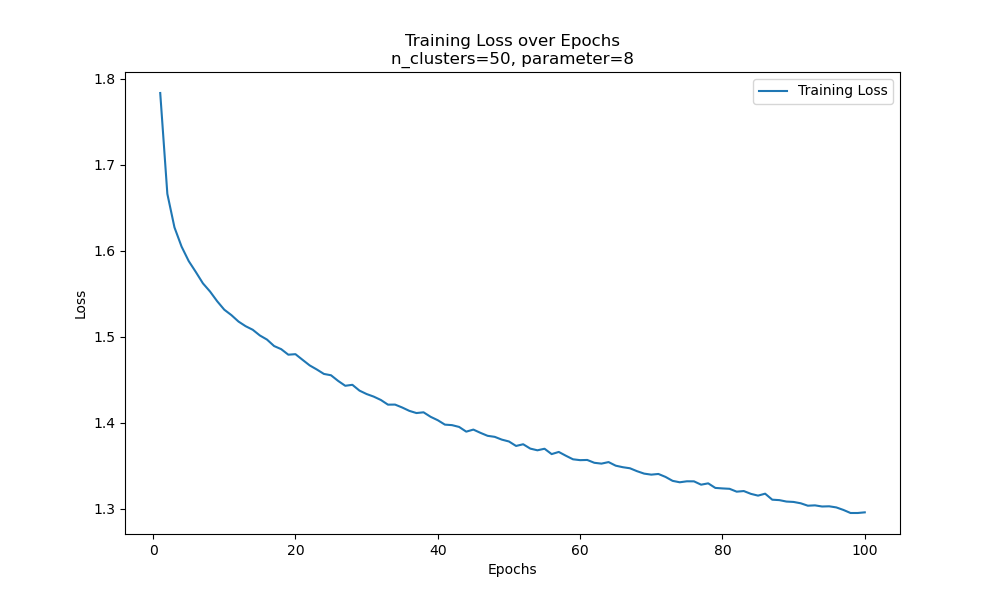 Training Loss over Epochs
n_clusters=50, parameter=8
Training Loss
1.8
1.7
1.6
1.5
1.4
1.3
Loss
0 20 40 60 80 100
Epochs